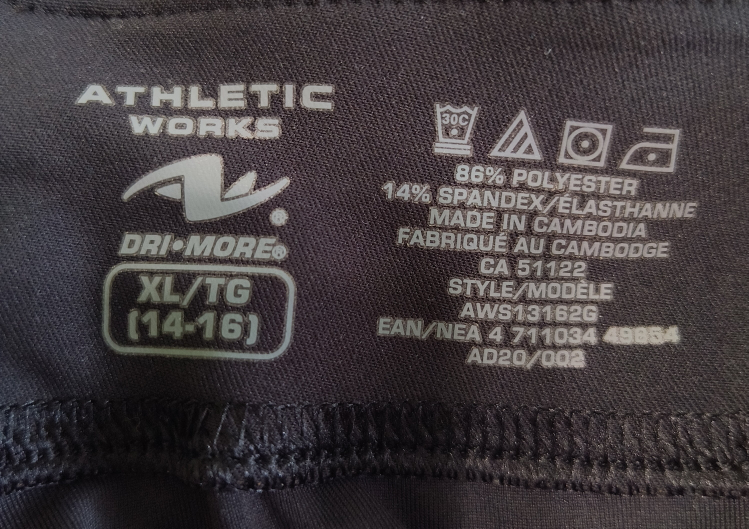 ATHLETIC
WORKS
®
DRI•MORE®
XL/TG
(14-16)
30C
86% POLYESTER
14% SPANDEX/ÉLASTHANNE
MADE IN CAMBODIA
FABRIQUÉ AU CAMBODGE
CA 51122
STYLE/MODÈLE
AWS13162G
EAN/NEA 4 711034
AD20/002